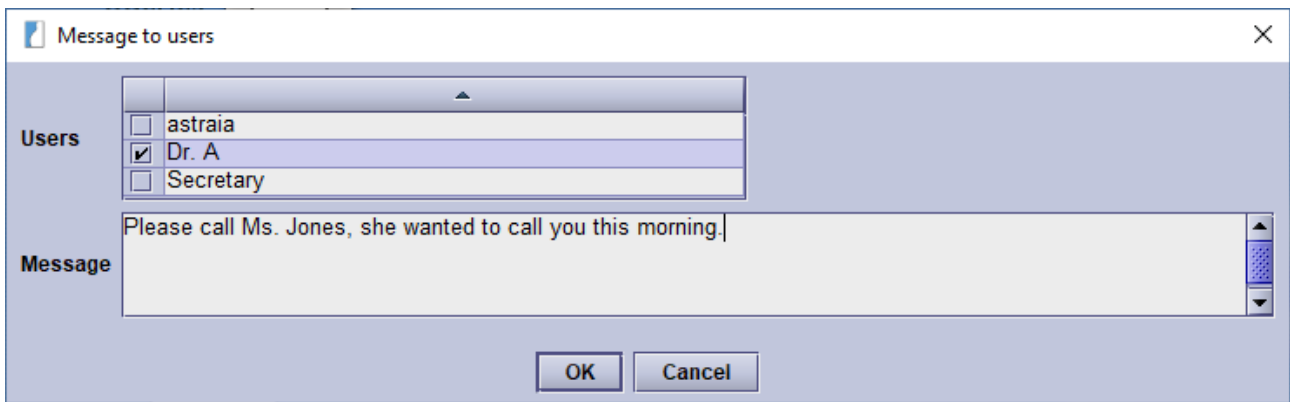 Message to users
Users
astraia
Dr. A
Secretary
Message
Please call Ms. Jones, she wanted to call you this morning.
OK
Cancel